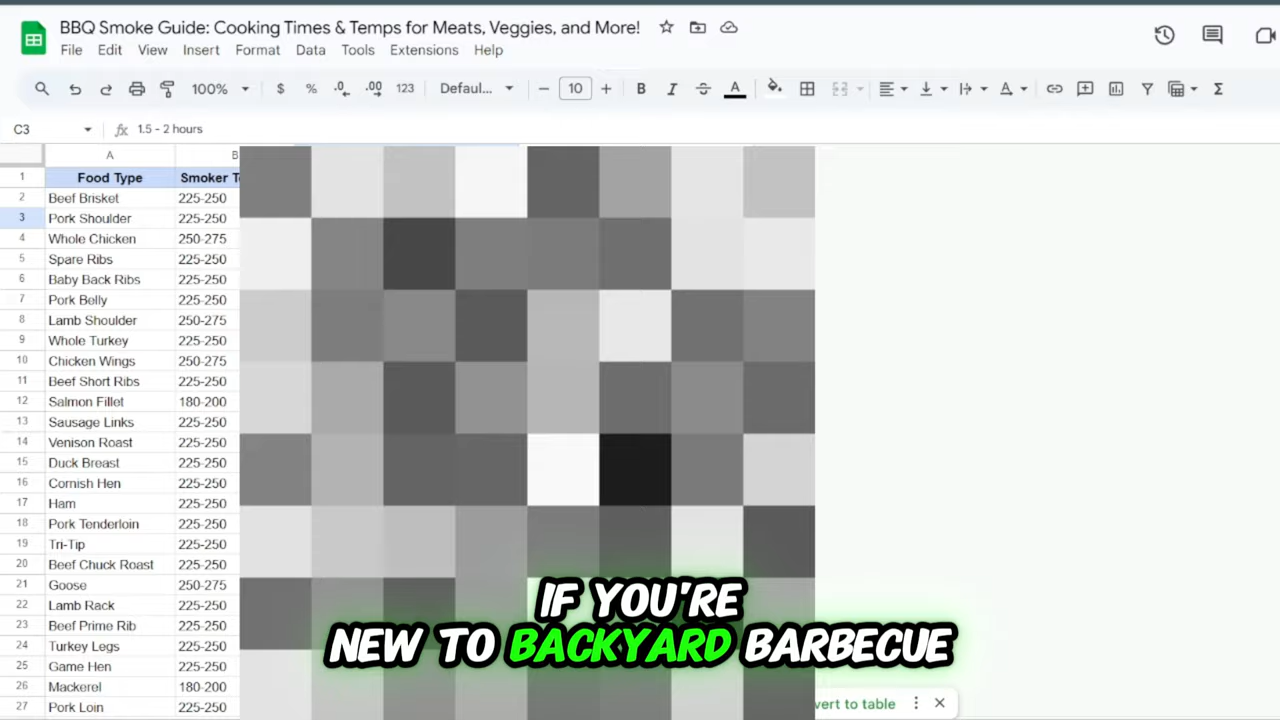 BBQ Smoke Guide: Cooking Times & Temps for Meats, Veggies, and More!
File Edit View Insert Format Data Tools Extensions Help
100% $ % .0 .00 123 Defaul... 10 B I A
C3 fx 1.5 - 2 hours
A B
1 Food Type Smoker
2 Beef Brisket 225-250
3 Pork Shoulder 225-250
4 Whole Chicken 250-275
5 Spare Ribs 225-250
6 Baby Back Ribs 225-250
7 Pork Belly 225-250
8 Lamb Shoulder 250-275
9 Whole Turkey 225-250
10 Chicken Wings 250-275
11 Beef Short Ribs 225-250
12 Salmon Fillet 180-200
13 Sausage Links 225-250
14 Venison Roast 225-250
15 Duck Breast 225-250
16 Cornish Hen 225-250
17 Ham 225-250
18 Pork Tenderloin 225-250
19 Tri-Tip 225-250
20 Beef Chuck Roast 225-250
21 Goose 250-275
22 Lamb Rack 225-250
23 Beef Prime Rib 225-250
24 Turkey Legs 225-250
25 Game Hen 225-250
26 Mackerel 180-200
27 Pork Loin 225-250
IF YOU'RE
NEW TO BACKYARD BARBECUE
vert to table